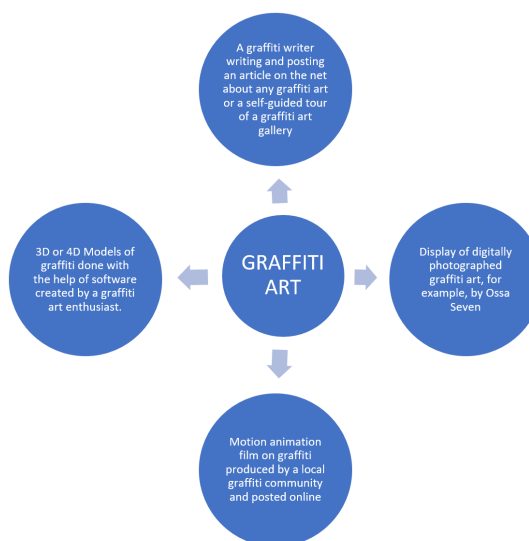 A graffiti writer
writing and posting
an article on the net
about any graffiti art
or a self-guided tour
of a graffiti art
gallery
3D or 4D Models of
graffiti done with
the help of software
created by a graffiti
art enthusiast.
GRAFFITI
ART
Display of digitally
photographed
graffiti art, for
example, by Ossa
Seven
Motion animation
film on graffiti
produced by a local
graffiti community
and posted online